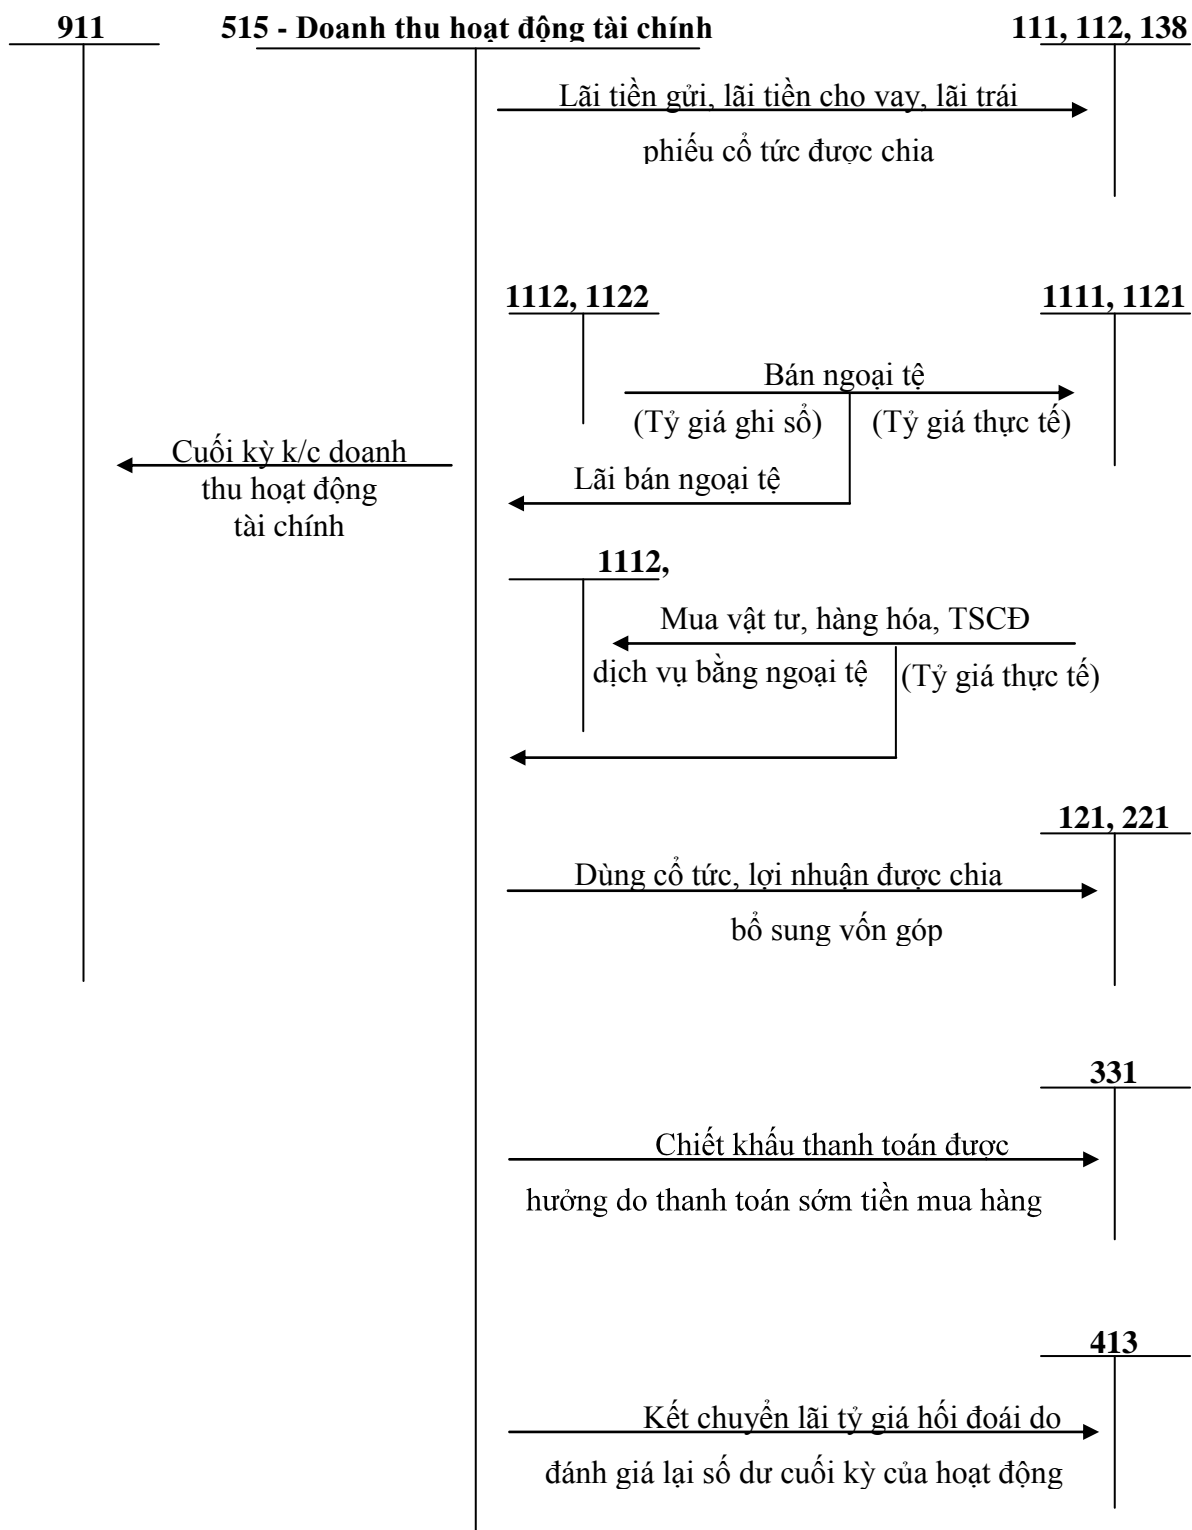 911
515 - Doanh thu hoạt động tài chính
111, 112, 138
Lãi tiền gửi, lãi tiền cho vay, lãi trái
phiếu cổ tức được chia
1112, 1122
1111, 1121
Bán ngoại tệ
(Tỷ giá ghi sổ)
(Tỷ giá thực tế)
Cuối kỳ k/c doanh
thu hoạt động
tài chính
Lãi bán ngoại tệ
1112,
Mua vật tư, hàng hóa, TSCĐ
dịch vụ bằng ngoại tệ
(Tỷ giá thực tế)
121, 221
Dùng cổ tức, lợi nhuận được chia
bổ sung vốn góp
331
Chiết khấu thanh toán được
hưởng do thanh toán sớm tiền mua hàng
413
Kết chuyển lãi tỷ giá hối đoái do
đánh giá lại số dư cuối kỳ của hoạt động